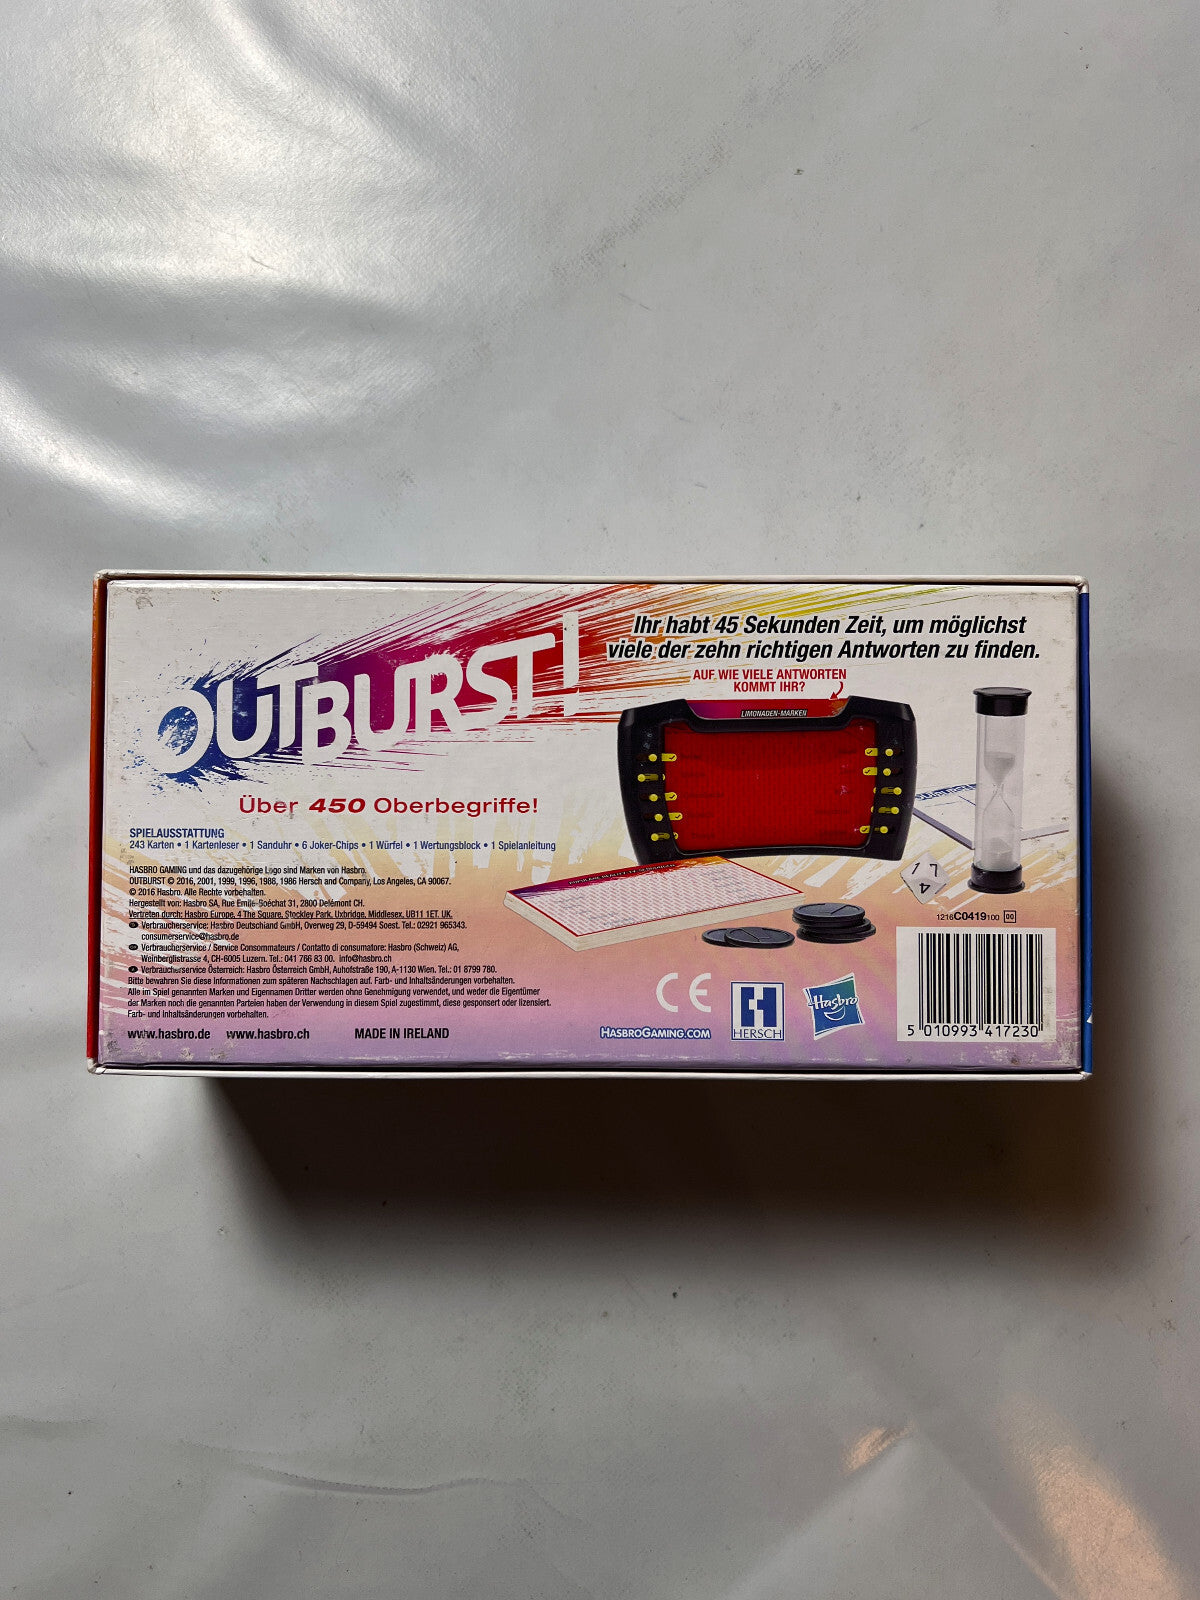 OUTBURST!
Ihr habt 45 Sekunden Zeit, um möglichst
viele der zehn richtigen Antworten zu finden.
AUF WIE VIELE ANTWORTEN
KOMMT IHR?
LIMONADEN-MARKEN
Über 450 Oberbegriffe!
SPIELAUSSTATTUNG
243 Karten • 1 Kartenleser • 1 Sanduhr • 6 Joker-Chips • 1 Würfel • 1 Wertungsblock • 1 Spielanleitung
HASBRO GAMING und das dazugehörige Logo sind Marken von Hasbro.
OUTBURST © 2016, 2001, 1999, 1996, 1988, 1986 Hersch and Company, Los Angeles, CA 90067.
© 2016 Hasbro. Alle Rechte vorbehalten.
Hergestellt von: Hasbro SA, Rue Emile-Boéchat 31, 2800 Delémont CH.
Vertreten durch: Hasbro Europe, 4 The Square, Stockley Park, Uxbridge, Middlesex, UB11 1ET. UK.
Verbraucherservice: Hasbro Deutschland GmbH, Overweg 29, D-59494 Soest. Tel.: 02921 965343.
consumerservice@hasbro.de
Verbraucherservice / Service Consommateurs / Contatto di consumatore: Hasbro (Schweiz) AG,
Weinberglistrasse 4, CH-6005 Luzern. Tel.: 041 766 83 00. info@hasbro.ch
Verbraucherservice Österreich: Hasbro Österreich GmbH, Auhofstraße 190, A-1130 Wien. Tel.: 01 8799 780.
Bitte bewahren Sie diese Informationen zum späteren Nachschlagen auf. Farb- und Inhaltsänderungen vorbehalten.
Alle im Spiel genannten Marken und Eigennamen Dritter werden ohne Genehmigung verwendet, und weder die Eigentümer
der Marken noch die genannten Parteien haben der Verwendung in diesem Spiel zugestimmt, diese gesponsert oder lizensiert.
Farb- und Inhaltsänderungen vorbehalten.
www.hasbro.de www.hasbro.ch MADE IN IRELAND
1 7
4
1216C0419100 00
CE
HASBROGAMING.COM
H
HERSCH
Hasbro
5 010993 417230